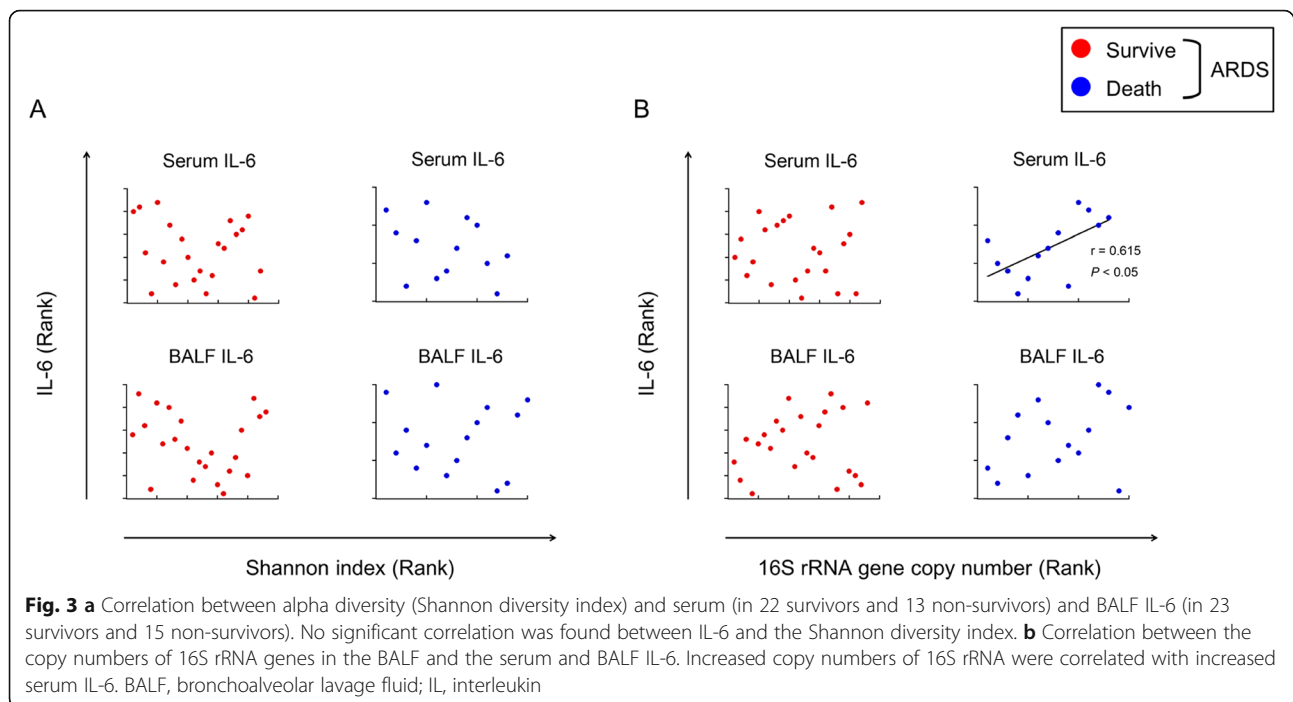 Survive
Death
ARDS
A
B
Serum IL-6
Serum IL-6
Serum IL-6
Serum IL-6
r = 0.615
P < 0.05
IL-6 (Rank)
IL-6 (Rank)
BALF IL-6
BALF IL-6
BALF IL-6
BALF IL-6
Shannon index (Rank)
16S rRNA gene copy number (Rank)
Fig. 3 a Correlation between alpha diversity (Shannon diversity index) and serum (in 22 survivors and 13 non-survivors) and BALF IL-6 (in 23
survivors and 15 non-survivors). No significant correlation was found between IL-6 and the Shannon diversity index. b Correlation between the
copy numbers of 16S rRNA genes in the BALF and the serum and BALF IL-6. Increased copy numbers of 16S rRNA were correlated with increased
serum IL-6. BALF, bronchoalveolar lavage fluid; IL, interleukin